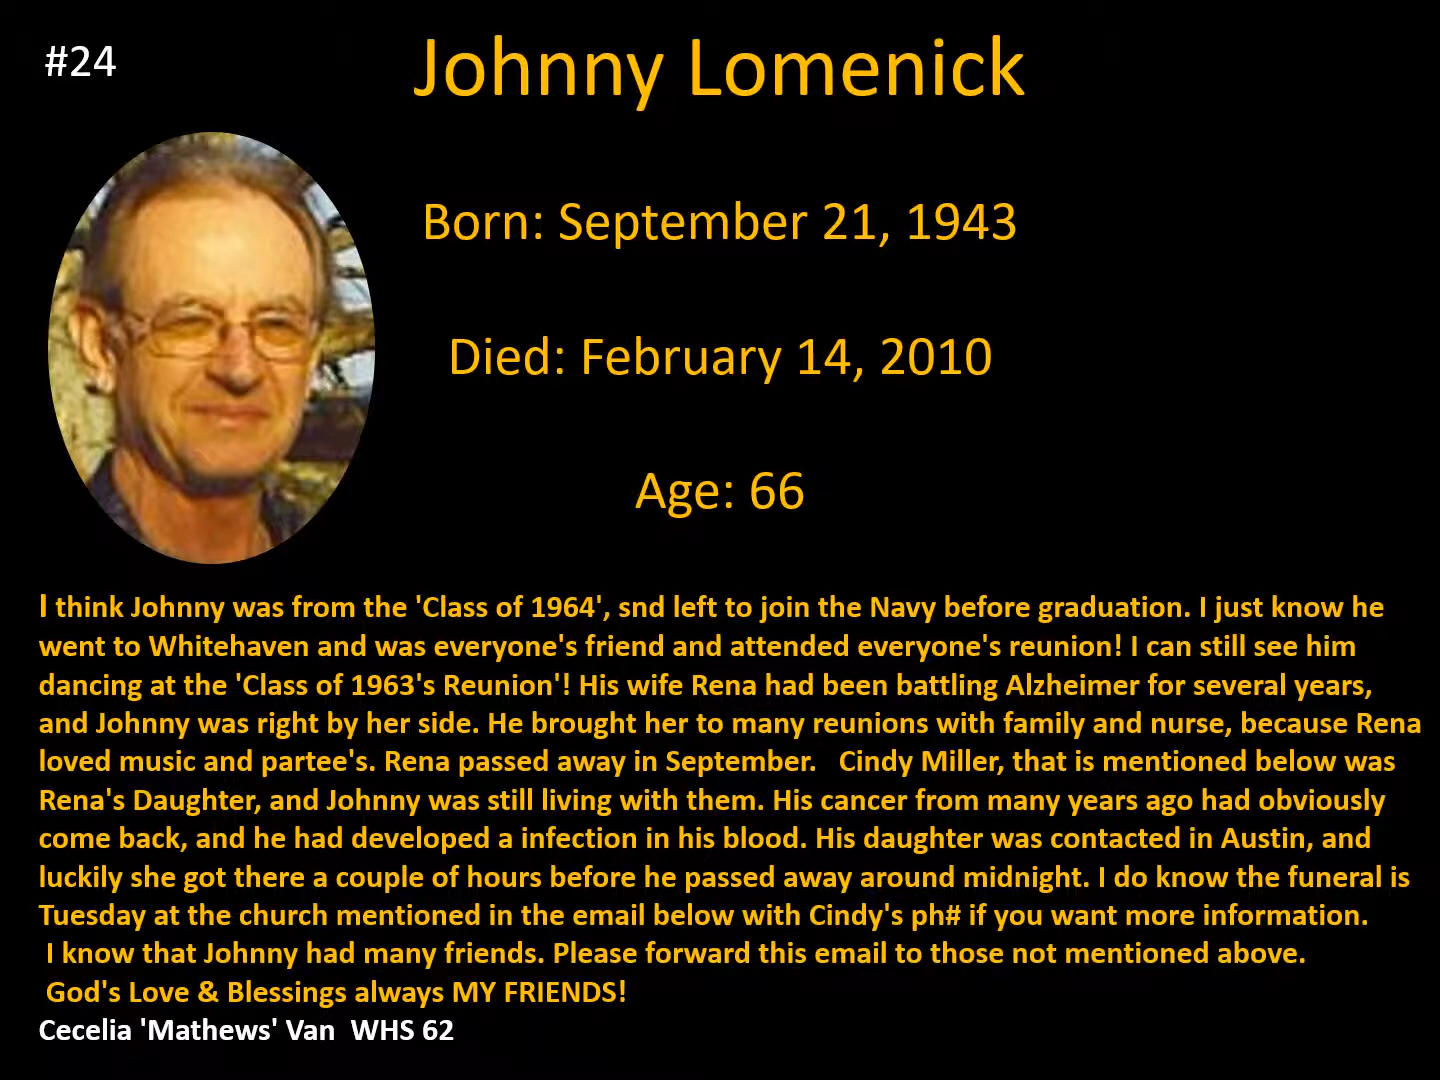 #24
Johnny Lomenick
Born: September 21, 1943
Died: February 14, 2010
Age: 66
I think Johnny was from the 'Class of 1964', snd left to join the Navy before graduation. I just know he
went to Whitehaven and was everyone's friend and attended everyone's reunion! I can still see him
dancing at the 'Class of 1963's Reunion'! His wife Rena had been battling Alzheimer for several years,
and Johnny was right by her side. He brought her to many reunions with family and nurse, because Rena
loved music and partee's. Rena passed away in September.   Cindy Miller, that is mentioned below was
Rena's Daughter, and Johnny was still living with them. His cancer from many years ago had obviously
come back, and he had developed a infection in his blood. His daughter was contacted in Austin, and
luckily she got there a couple of hours before he passed away around midnight. I do know the funeral is
Tuesday at the church mentioned in the email below with Cindy's ph# if you want more information.
I know that Johnny had many friends. Please forward this email to those not mentioned above.
God's Love & Blessings always MY FRIENDS!
Cecelia 'Mathews' Van  WHS 62